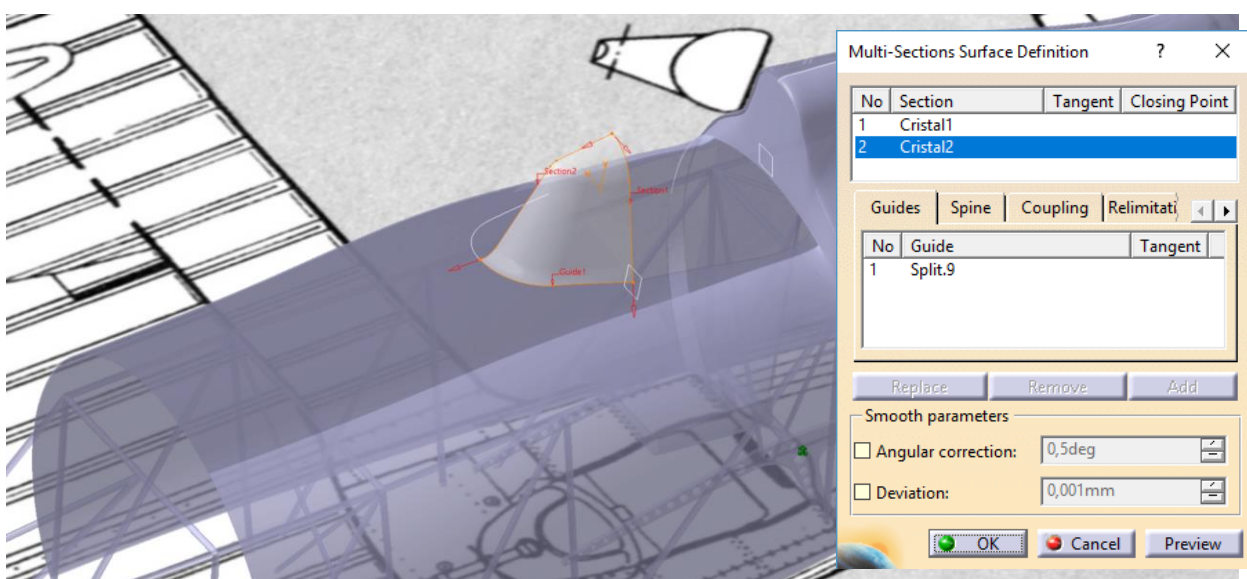 Multi-Sections Surface Definition ? X
No Section Tangent Closing Point
1 Cristal1
2 Cristal2
Guides Spine Coupling Relimitati
No Guide Tangent
1 Split.9
Replace Remove Add
Smooth parameters
Angular correction: 0,5deg
Deviation: 0,001mm
OK Cancel Preview
Section2
Section1
Guide1